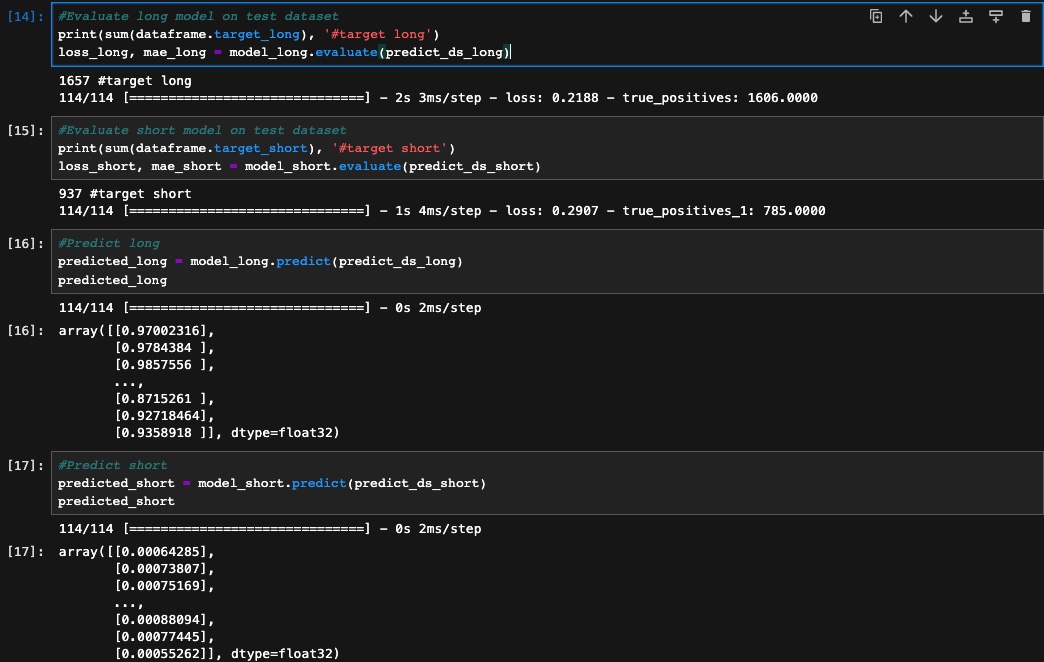 [14]: #Evaluate long model on test dataset
print(sum(dataframe.target_long), '#target long')
loss_long, mae_long = model_long.evaluate(predict_ds_long)
1657 #target long
114/114 [==============================] - 2s 3ms/step - loss: 0.2188 - true_positives: 1606.0000
[15]: #Evaluate short model on test dataset
print(sum(dataframe.target_short), '#target short')
loss_short, mae_short = model_short.evaluate(predict_ds_short)
937 #target short
114/114 [==============================] - 1s 4ms/step - loss: 0.2907 - true_positives_1: 785.0000
[16]: #Predict long
predicted_long = model_long.predict(predict_ds_long)
predicted_long
114/114 [==============================] - 0s 2ms/step
[16]: array([[0.97002316],
[0.9784384 ],
[0.9857556 ],
...,
[0.8715261 ],
[0.92718464],
[0.9358918 ]], dtype=float32)
[17]: #Predict short
predicted_short = model_short.predict(predict_ds_short)
predicted_short
114/114 [==============================] - 0s 2ms/step
[17]: array([[0.00064285],
[0.00073807],
[0.00075169],
...,
[0.00088094],
[0.00077445],
[0.00055262]], dtype=float32)